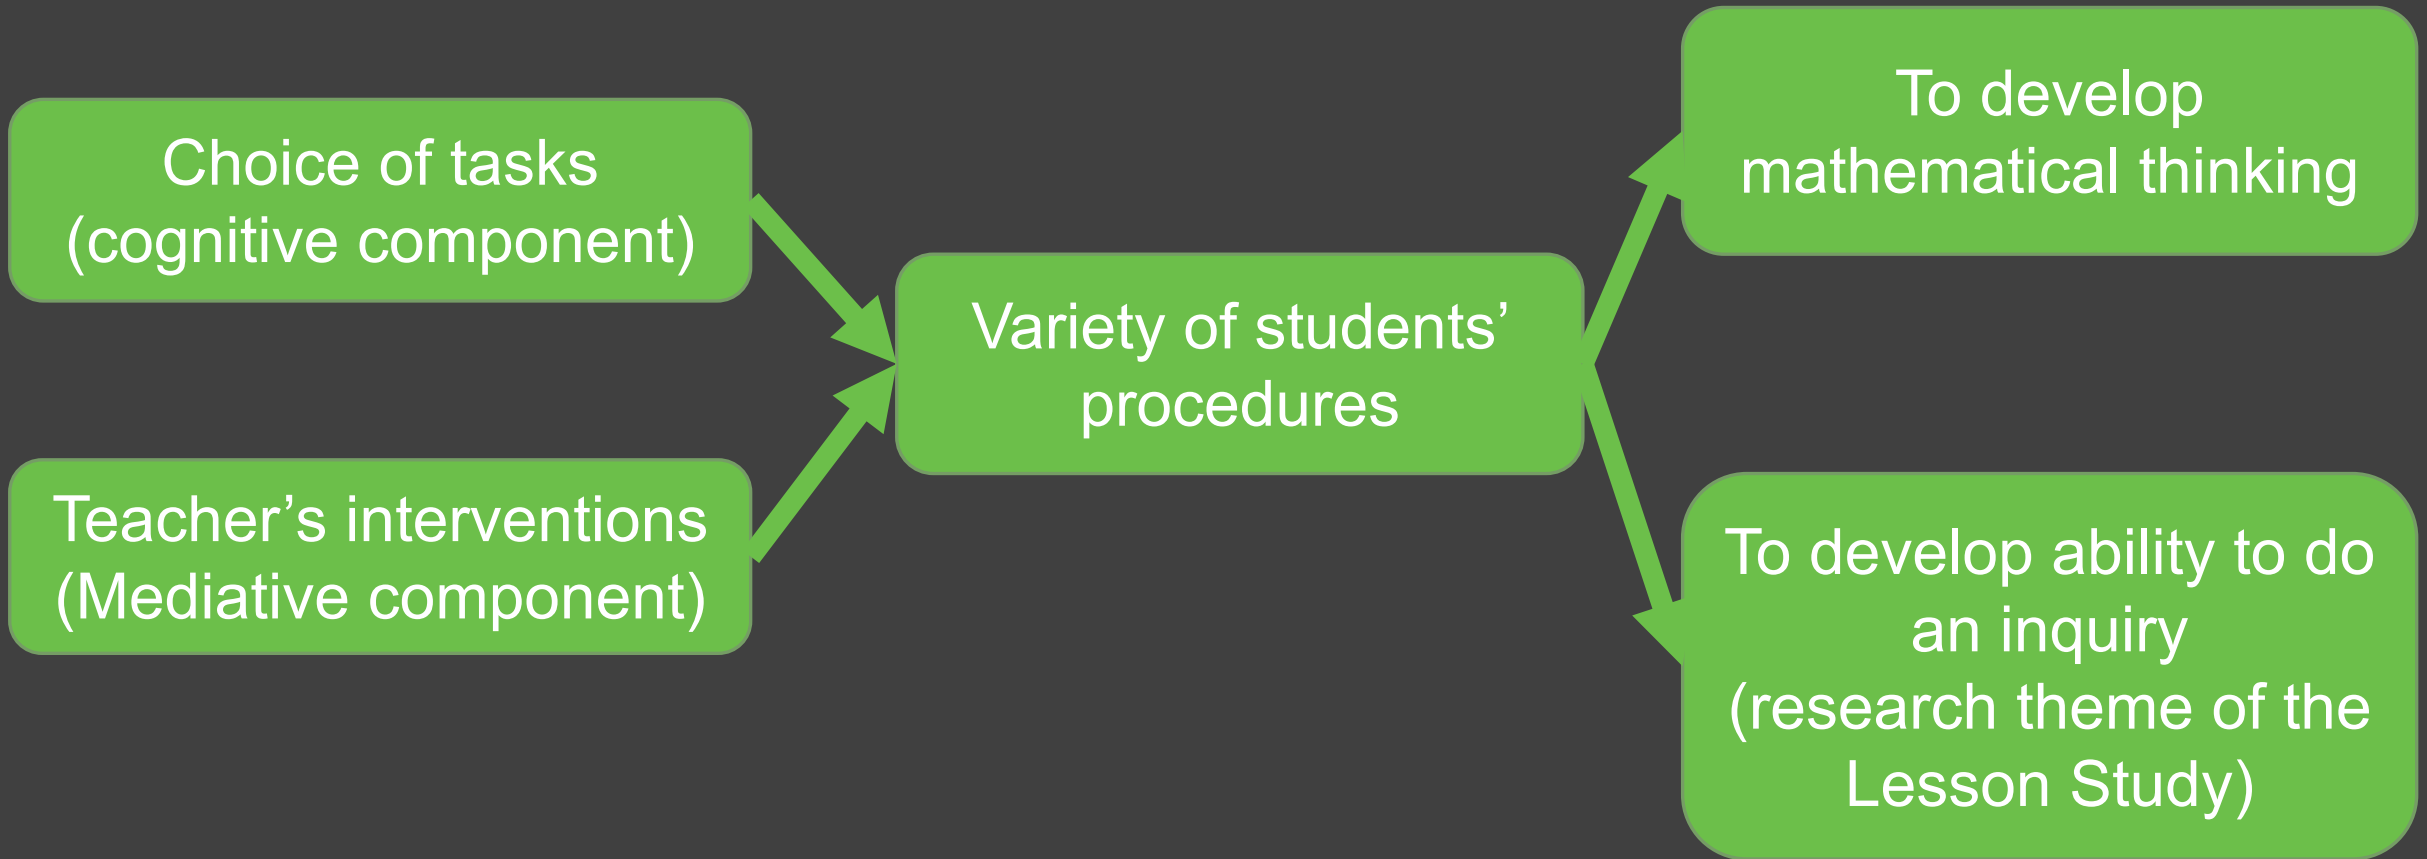 Choice of tasks
(cognitive component)
Teacher’s interventions
(Mediative component)
Variety of students’
procedures
To develop
mathematical thinking
To develop ability to do
an inquiry
(research theme of the
Lesson Study)